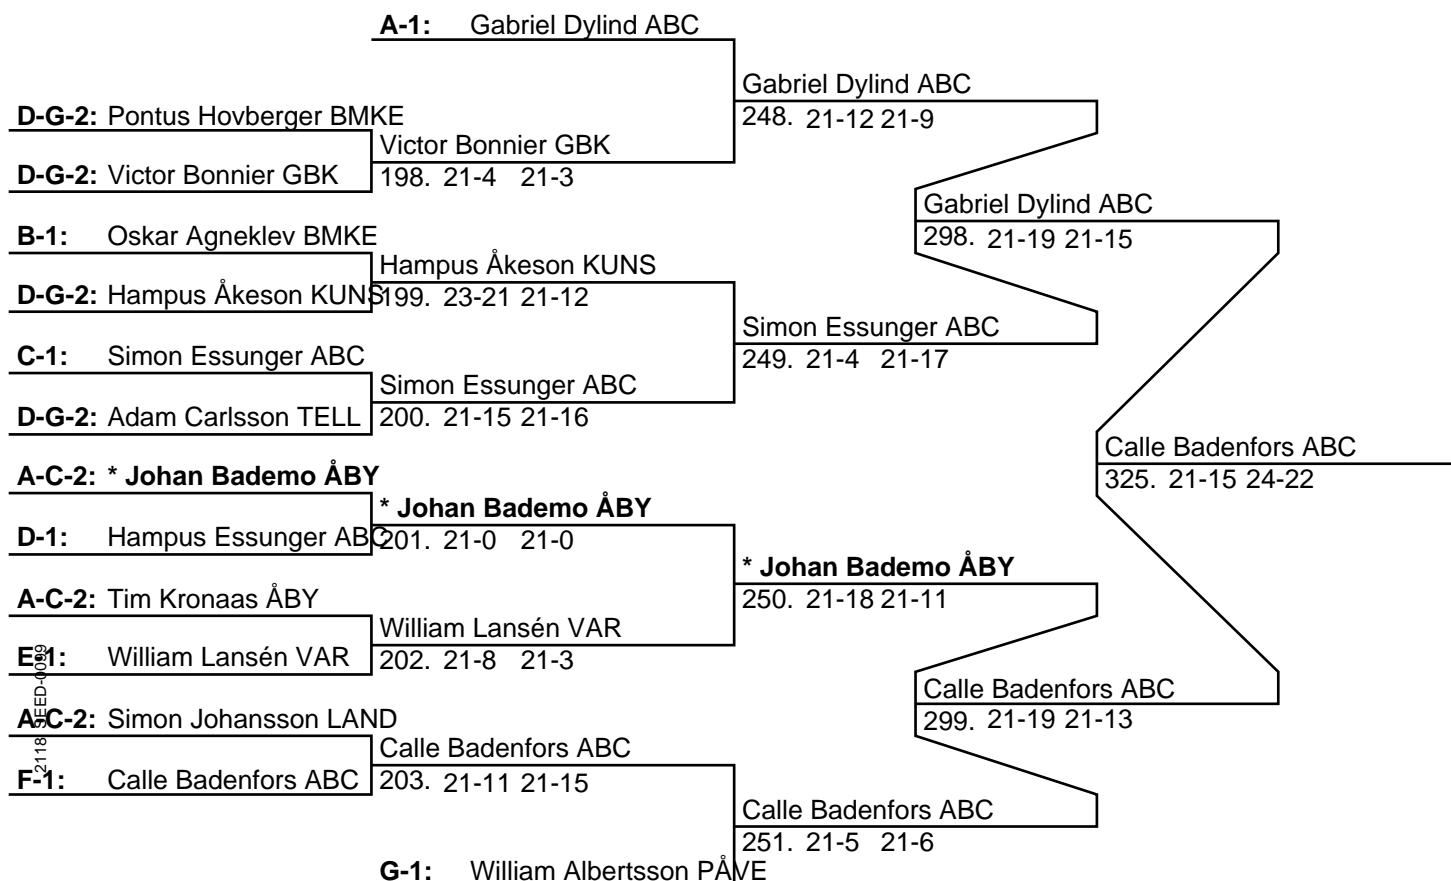 A-1: Gabriel Dylind ABC
Gabriel Dylind ABC
D-G-2: Pontus Hovberger BMKE
248. 21-12 21-9
Victor Bonnier GBK
D-G-2: Victor Bonnier GBK
198. 21-4 21-3
Gabriel Dylind ABC
B-1: Oskar Agneklev BMKE
298. 21-19 21-15
Hampus Åkeson KUNS
D-G-2: Hampus Åkeson KUNS
199. 23-21 21-12
Simon Essunger ABC
C-1: Simon Essunger ABC
249. 21-4 21-17
Simon Essunger ABC
D-G-2: Adam Carlsson TELL
200. 21-15 21-16
Calle Badenfors ABC
A-C-2: * Johan Bademo ÅBY
325. 21-15 24-22
* Johan Bademo ÅBY
D-1: Hampus Essunger ABC
201. 21-0 21-0
* Johan Bademo ÅBY
A-C-2: Tim Kronaas ÅBY
250. 21-18 21-11
William Lansén VAR
E-1: William Lansén VAR
202. 21-8 21-3
Calle Badenfors ABC
A-C-2: Simon Johansson LAND
299. 21-19 21-13
Calle Badenfors ABC
F-1: Calle Badenfors ABC
203. 21-11 21-15
Calle Badenfors ABC
251. 21-5 21-6
G-1: William Albertsson PÅVE